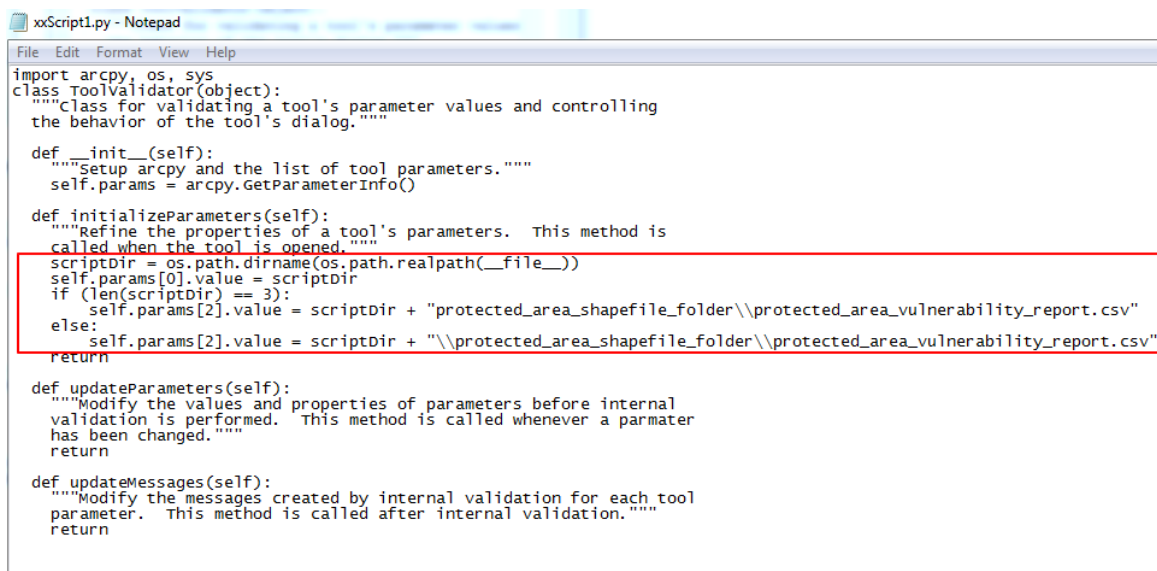 xxScript1.py - Notepad
File Edit Format View Help
import arcpy, os, sys
class ToolValidator(object):
  """Class for validating a tool's parameter values and controlling
  the behavior of the tool's dialog."""

  def __init__(self):
    """Setup arcpy and the list of tool parameters."""
    self.params = arcpy.GetParameterInfo()

  def initializeParameters(self):
    """Refine the properties of a tool's parameters.  This method is
    called when the tool is opened."""
    scriptDir = os.path.dirname(os.path.realpath(__file__))
    self.params[0].value = scriptDir
    if (len(scriptDir) == 3):
        self.params[2].value = scriptDir + "protected_area_shapefile_folder\\protected_area_vulnerability_report.csv"
    else:
        self.params[2].value = scriptDir + "\\protected_area_shapefile_folder\\protected_area_vulnerability_report.csv"
    return

  def updateParameters(self):
    """Modify the values and properties of parameters before internal
    validation is performed.  This method is called whenever a parmater
    has been changed."""
    return

  def updateMessages(self):
    """Modify the messages created by internal validation for each tool
    parameter.  This method is called after internal validation."""
    return